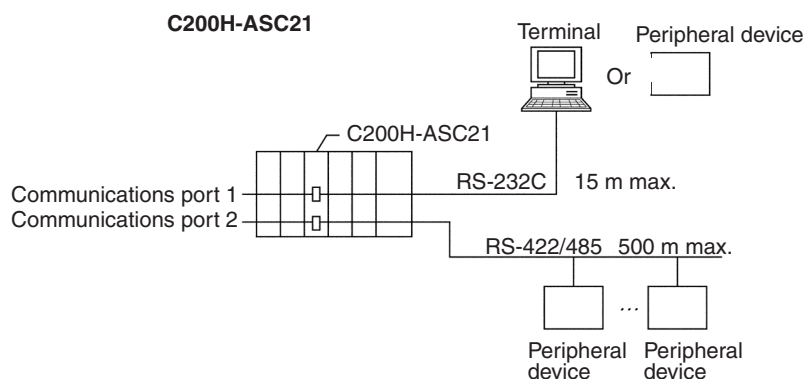 C200H-ASC21
Terminal
Peripheral device
Or
C200H-ASC21
RS-232C 15 m max.
Communications port 1
Communications port 2
RS-422/485 500 m max.
...
Peripheral device
Peripheral device